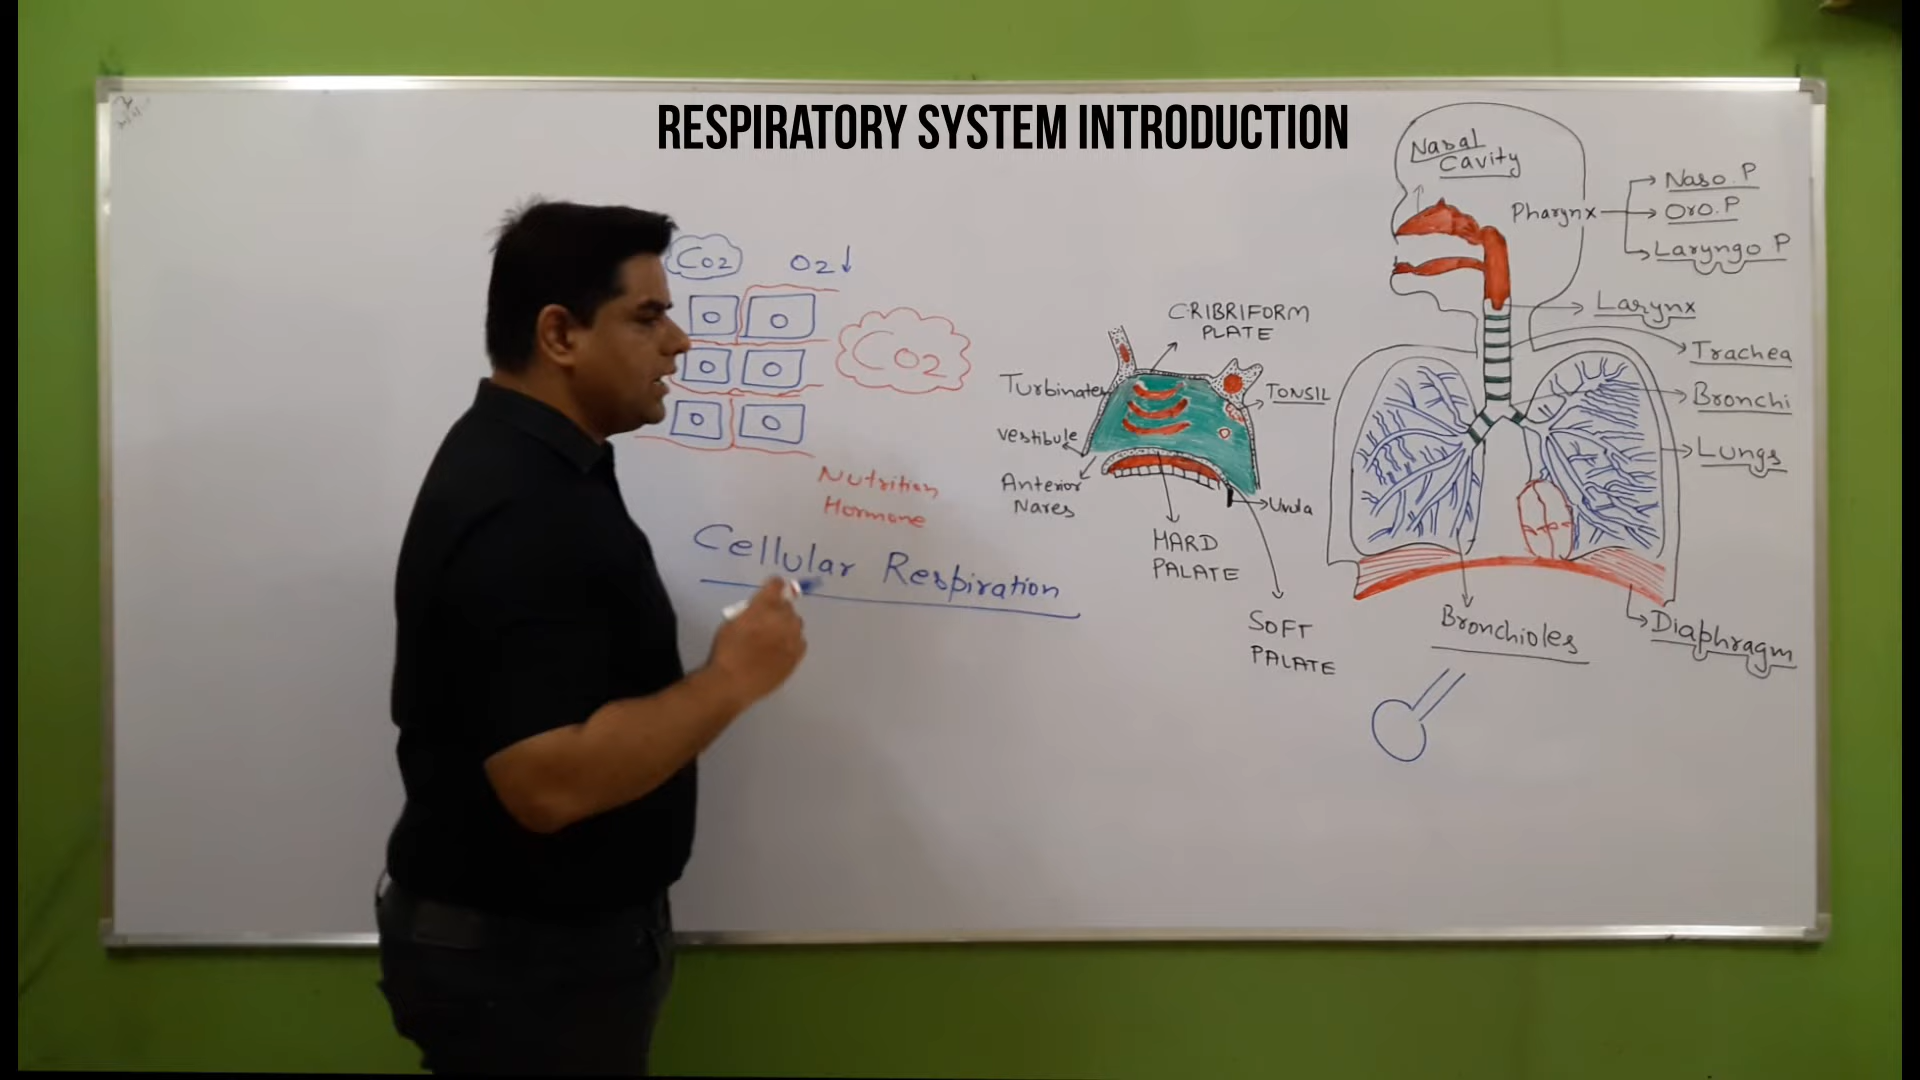 RESPIRATORY SYSTEM INTRODUCTION
CO2
O2↓
CO2
Nutrition
Hormone
Cellular Respiration
CRIBRIFORM
PLATE
Turbinates
TONSIL
Vestibule
Anterior
Nares
Uvula
HARD
PALATE
SOFT
PALATE
Nasal
Cavity
Pharynx
Naso.P
Oro.P
Laryngo P
Larynx
Trachea
Bronchi
Lungs
Bronchioles
Diaphragm